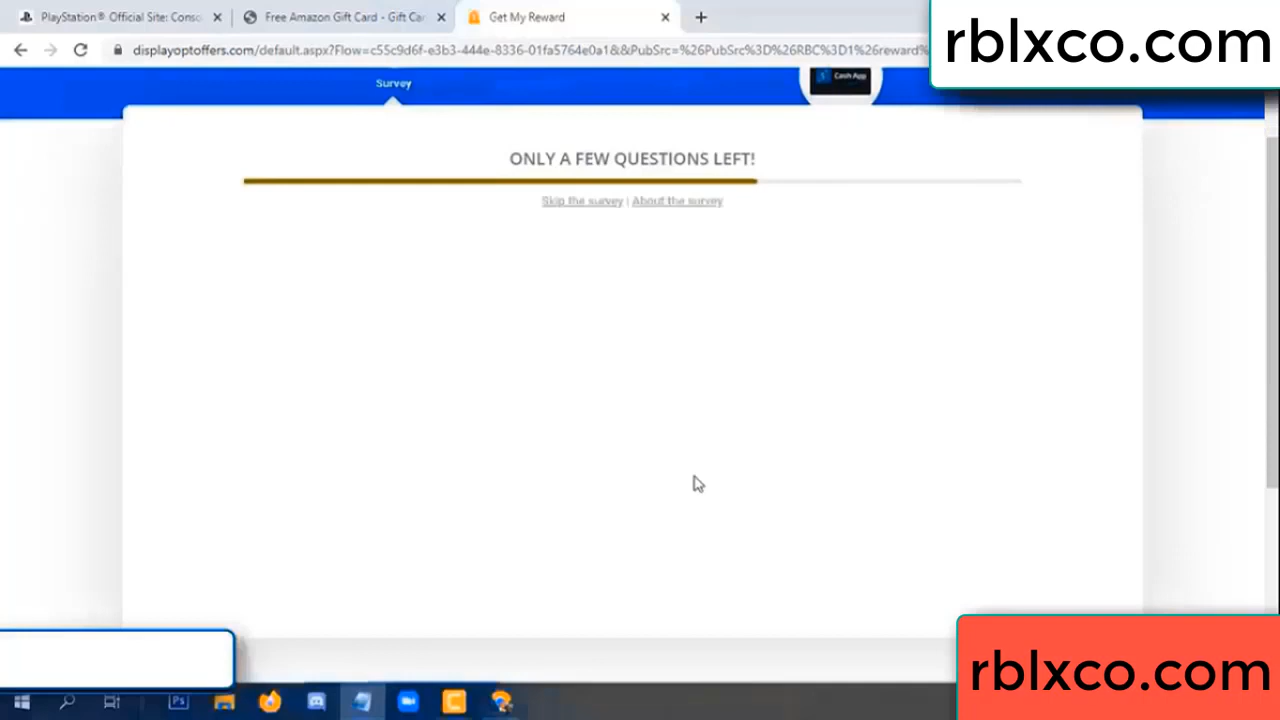 PlayStation® Official Site: Conso
Free Amazon Gift Card - Gift Car
Get My Reward
rblxco.com
displayoptoffers.com/default.aspx?Flow=c55c9d6f-e3b3-444e-8336-01fa5764e0a1&&PubSrc=%26PubSrc%3D%26RBC%3D1%26reward%
Survey
Cash App
ONLY A FEW QUESTIONS LEFT!
Skip the survey | About the survey
rblxco.com
Ps